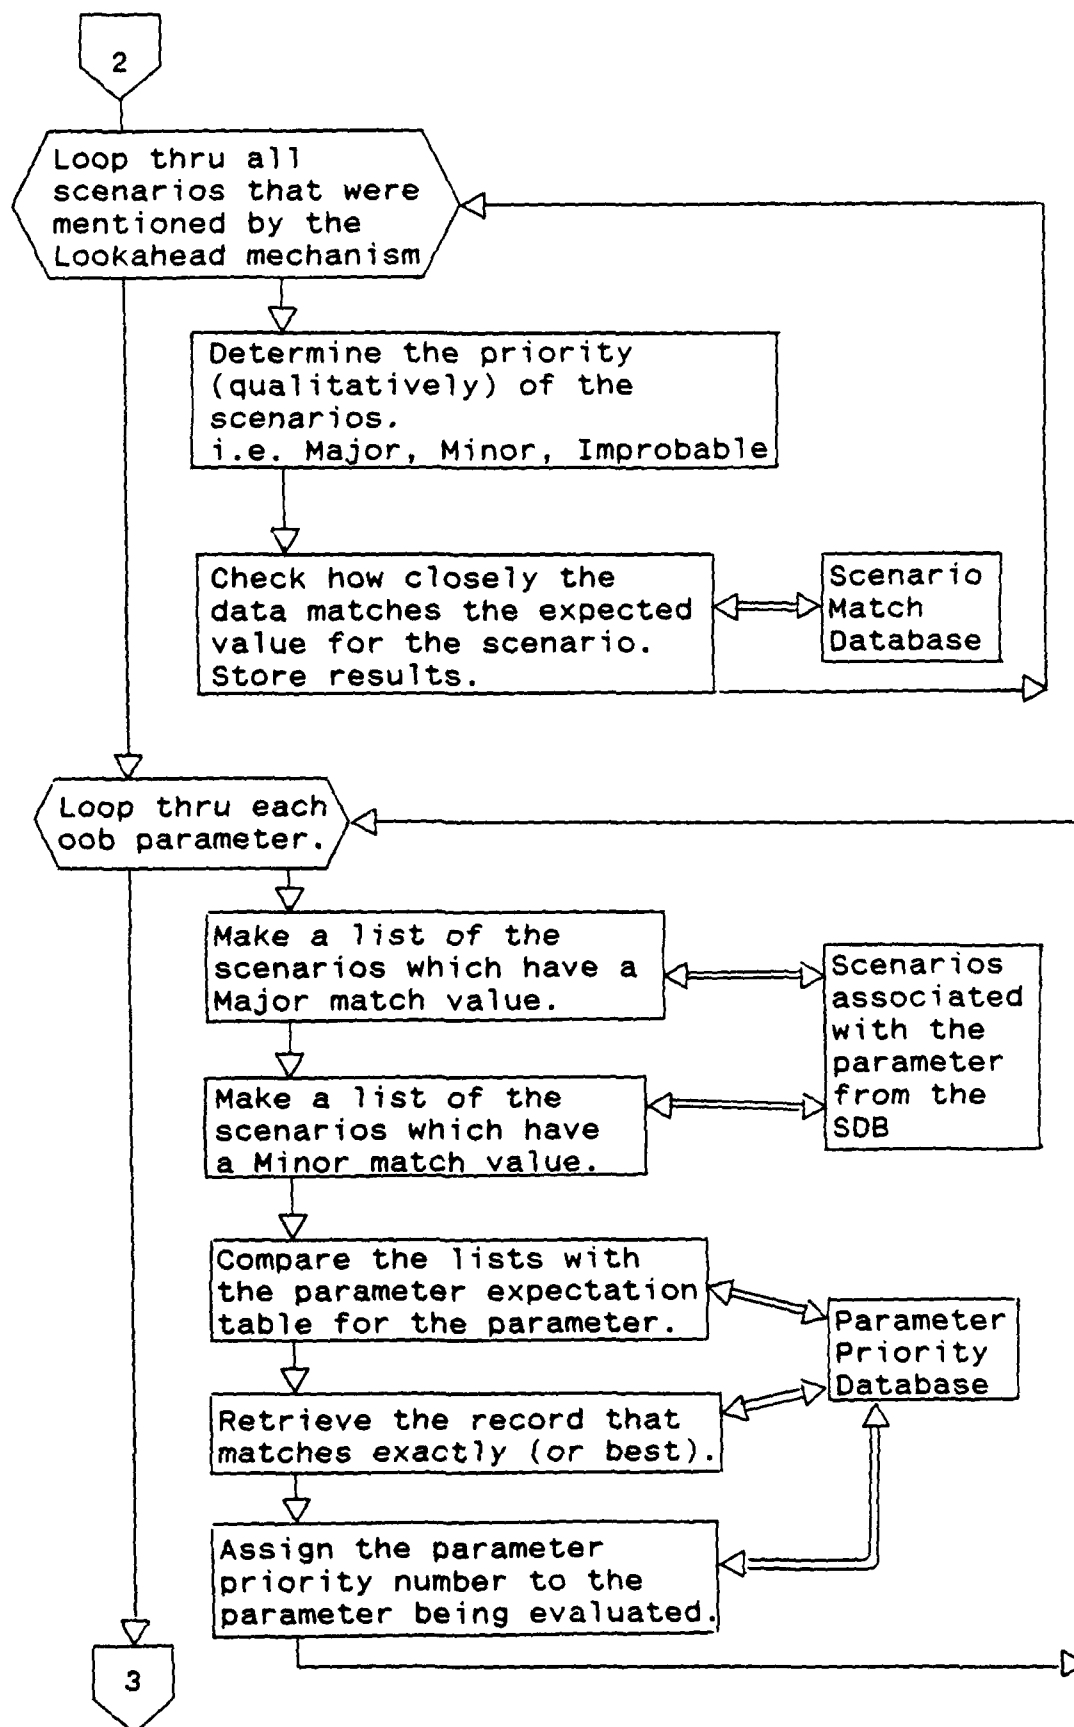 2
Loop thru all
scenarios that were
mentioned by the
Lookahead mechanism
Determine the priority
(qualitatively) of the
scenarios.
i.e. Major, Minor, Improbable
Check how closely the
data matches the expected
value for the scenario.
Store results.
Scenario
Match
Database
Loop thru each
oob parameter.
Make a list of the
scenarios which have a
Major match value.
Scenarios
associated
with the
parameter
from the
SDB
Make a list of the
scenarios which have
a Minor match value.
Compare the lists with
the parameter expectation
table for the parameter.
Parameter
Priority
Database
Retrieve the record that
matches exactly (or best).
Assign the parameter
priority number to the
parameter being evaluated.
3